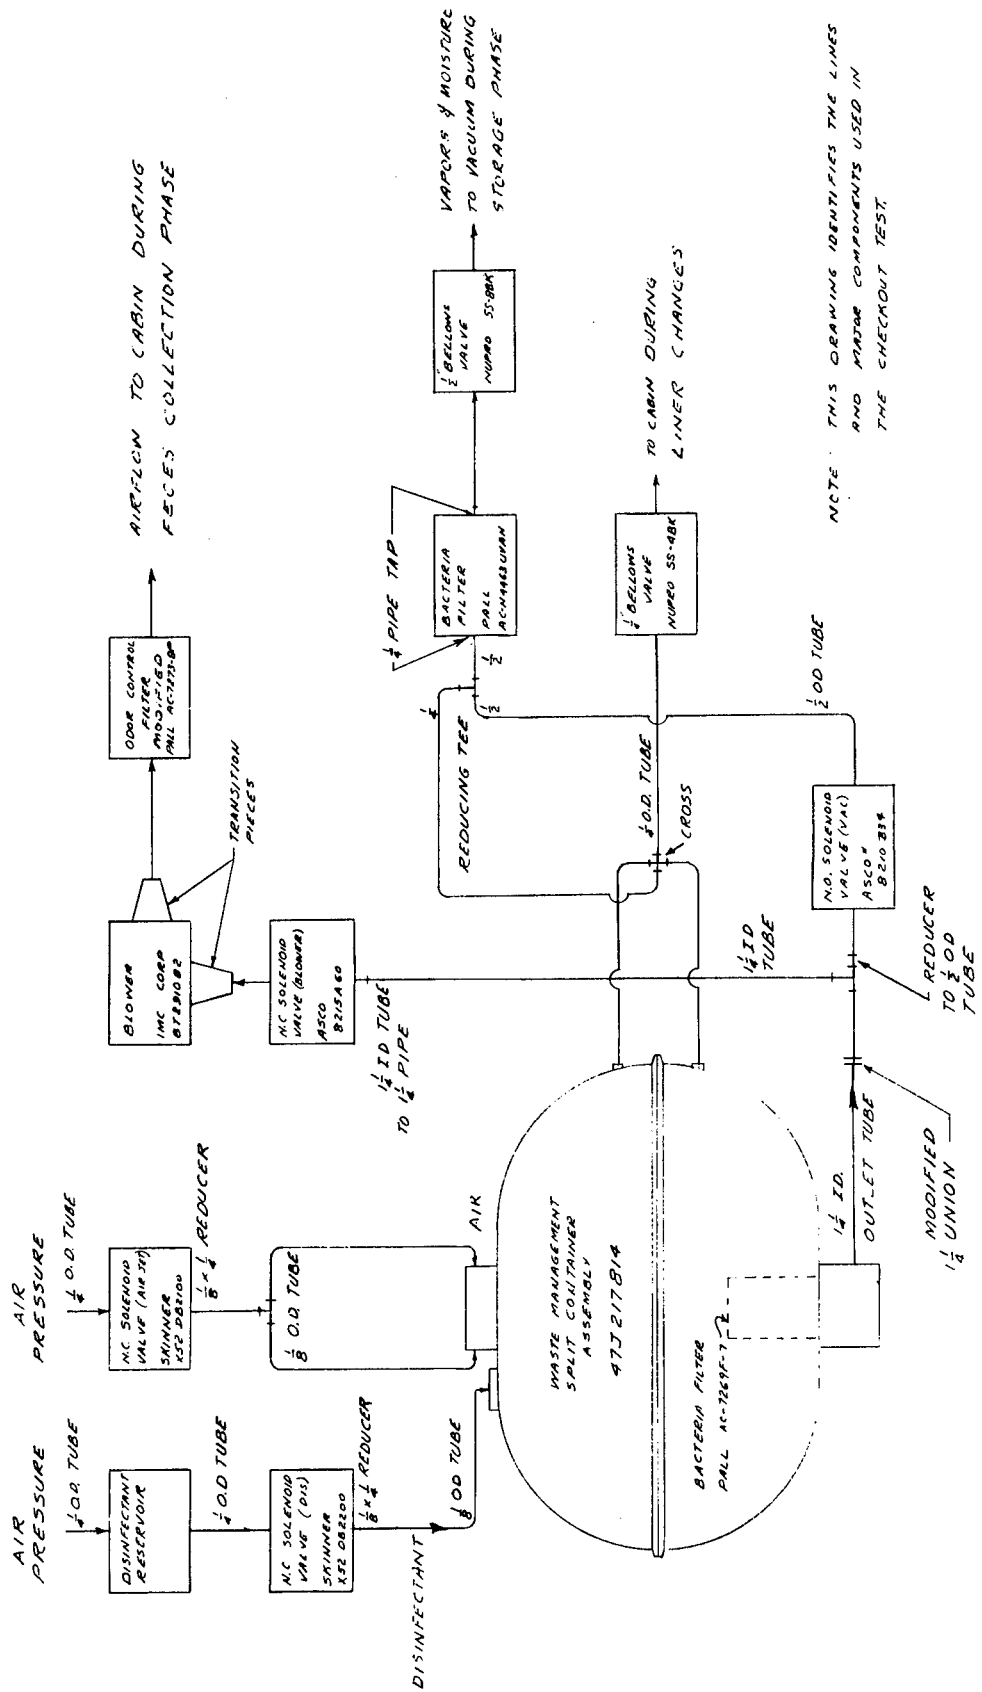 AIR
PRESSURE
1/4 O.D. TUBE
DISINFECTANT
RESERVOIR
1/4 O.D TUBE
N.C SOLENOID
VALVE (DIS)
SKINNER
X52 DB2200
1/8 x 1/4 REDUCER
DISINFECTANT
1/8 OD TUBE
AIR
PRESSURE
1/4 O.D. TUBE
N.C. SOLENOID
VALVE (AIR JET)
SKINNER
X52 DB2100
1/8 x 1/4 REDUCER
1/8 O.D. TUBE
AIR
WASTE MANAGEMENT
SPLIT CONTAINER
ASSEMBLY
47J217814
BACTERIA FILTER
PALL AC-7269F-7
1 1/4 I.D.
OUTLET TUBE
MODIFIED
1 1/4 UNION
BLOWER
IMC CORP
TRANSITION
PIECES
ODOR CONTROL
FILTER
MODIFIED
AIRFLOW TO CABIN DURING
FECES COLLECTION PHASE
N.C SOLENOID
VALVE (BLOWER)
ASCO
8215A60
1 1/4 ID TUBE
TO 1 1/4 PIPE
1 1/4 ID
TUBE
REDUCER
TO 1/2 OD
TUBE
N.O. SOLENOID
VALVE (VAC)
ASCO
1/2 OD TUBE
CROSS
REDUCING TEE
1/4
1/2
1/2
1/4 PIPE TAP
BACTERIA
FILTER
PALL
1/2" BELLOWS
VALVE
NUPRO SS-8BK
VAPORS & MOISTURE
TO VACUUM DURING
STORAGE PHASE
1/4" BELLOWS
VALVE
NUPRO SS-4BK
TO CABIN DURING
LINER CHANGES
NOTE: THIS DRAWING IDENTIFIES THE LINES
AND MAJOR COMPONENTS USED IN
THE CHECKOUT TEST.